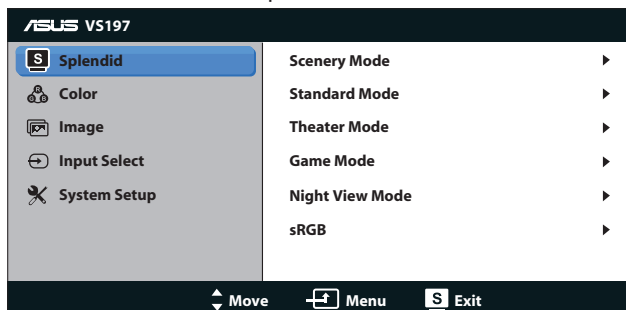 ASUS VS197
S Splendid
Color
Image
Input Select
System Setup
Scenery Mode
Standard Mode
Theater Mode
Game Mode
Night View Mode
sRGB
Move Menu S Exit